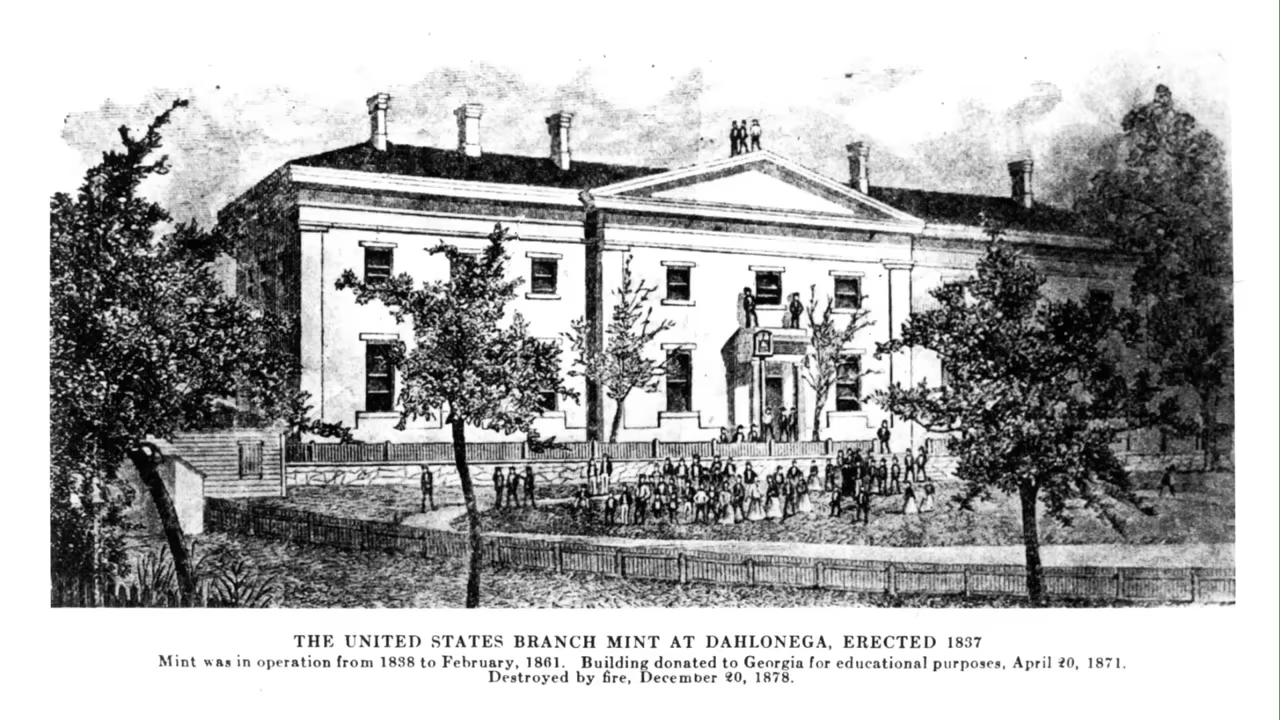 THE UNITED STATES BRANCH MINT AT DAHLONEGA, ERECTED 1837
Mint was in operation from 1838 to February, 1861. Building donated to Georgia for educational purposes, April 20, 1871.
Destroyed by fire, December 20, 1878.